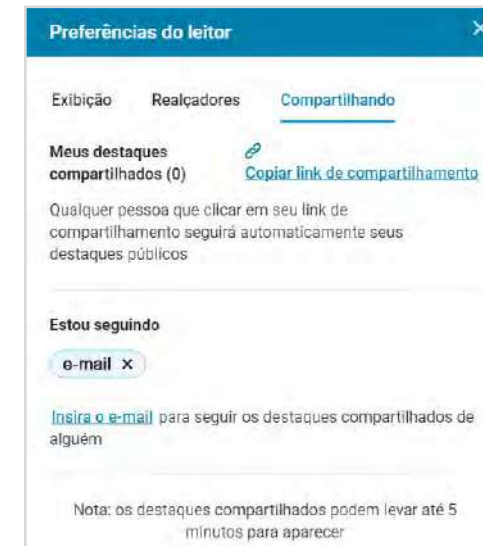 Preferências do leitor
Exibição Realçadores Compartilhando
Meus destaques
compartilhados (0) Copiar link de compartilhamento
Qualquer pessoa que clicar em seu link de
compartilhamento seguirá automaticamente seus
destaques públicos
Estou seguindo
e-mail ×
Insira o e-mail para seguir os destaques compartilhados de
alguém
Nota: os destaques compartilhados podem levar até 5
minutos para aparecer